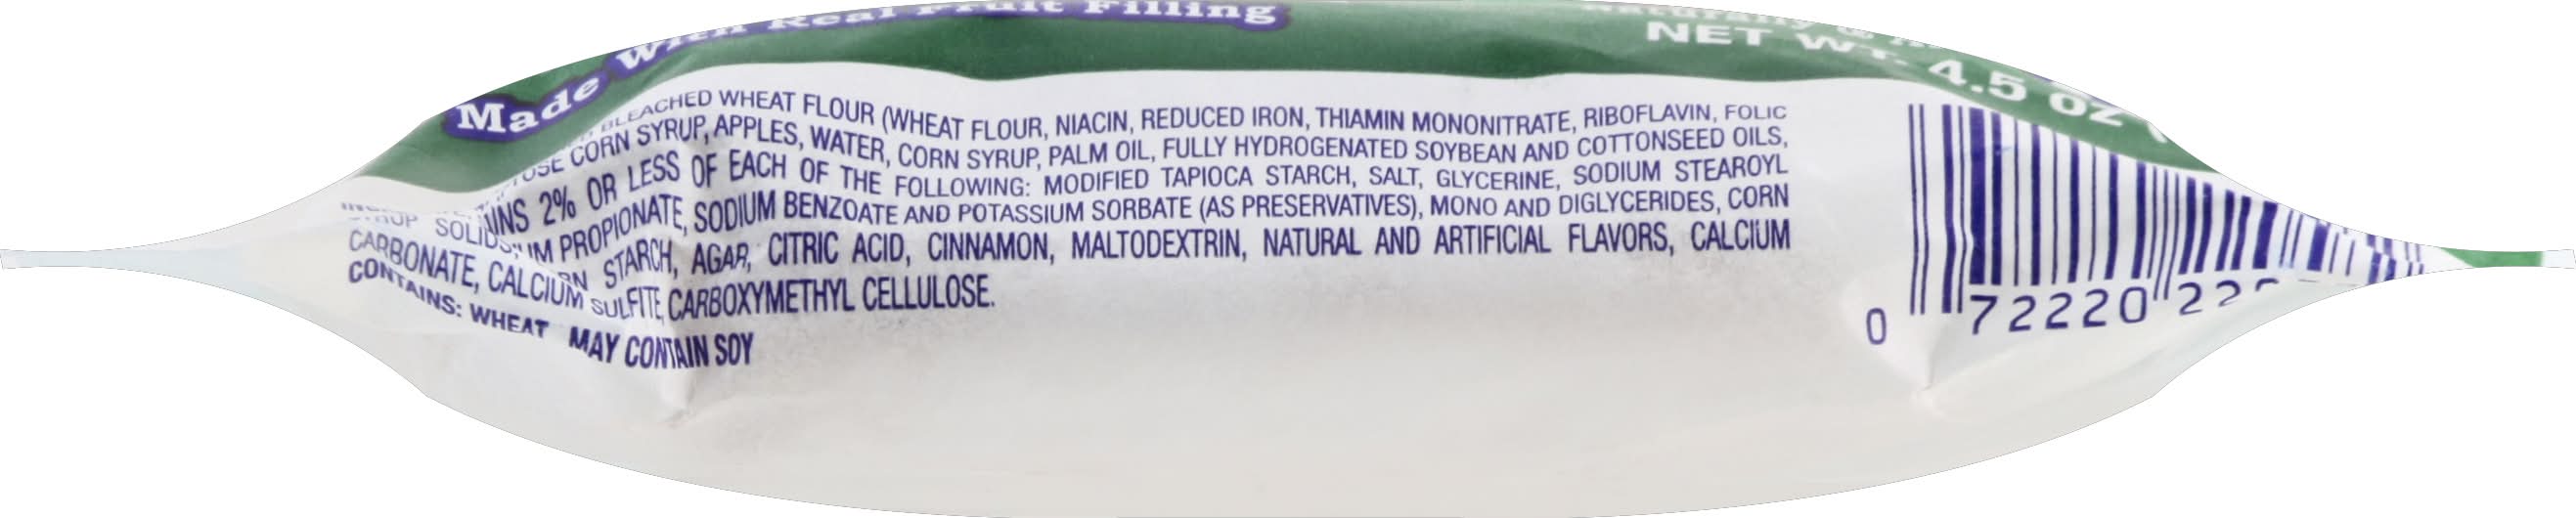 Made With Real Fruit Filling
NET WT. 4.5 OZ
BLEACHED WHEAT FLOUR (WHEAT FLOUR, NIACIN, REDUCED IRON, THIAMIN MONONITRATE, RIBOFLAVIN, FOLIC
CORN SYRUP, APPLES, WATER, CORN SYRUP, PALM OIL, FULLY HYDROGENATED SOYBEAN AND COTTONSEED OILS,
2% OR LESS OF EACH OF THE FOLLOWING: MODIFIED TAPIOCA STARCH, SALT, GLYCERINE, SODIUM STEAROYL
PROPIONATE, SODIUM BENZOATE AND POTASSIUM SORBATE (AS PRESERVATIVES), MONO AND DIGLYCERIDES, CORN
SYRUP SOLIDS, STARCH, AGAR, CITRIC ACID, CINNAMON, MALTODEXTRIN, NATURAL AND ARTIFICIAL FLAVORS, CALCIUM
CARBONATE, CALCIUM SULFITE, CARBOXYMETHYL CELLULOSE.
CONTAINS: WHEAT MAY CONTAIN SOY
0 72220 22